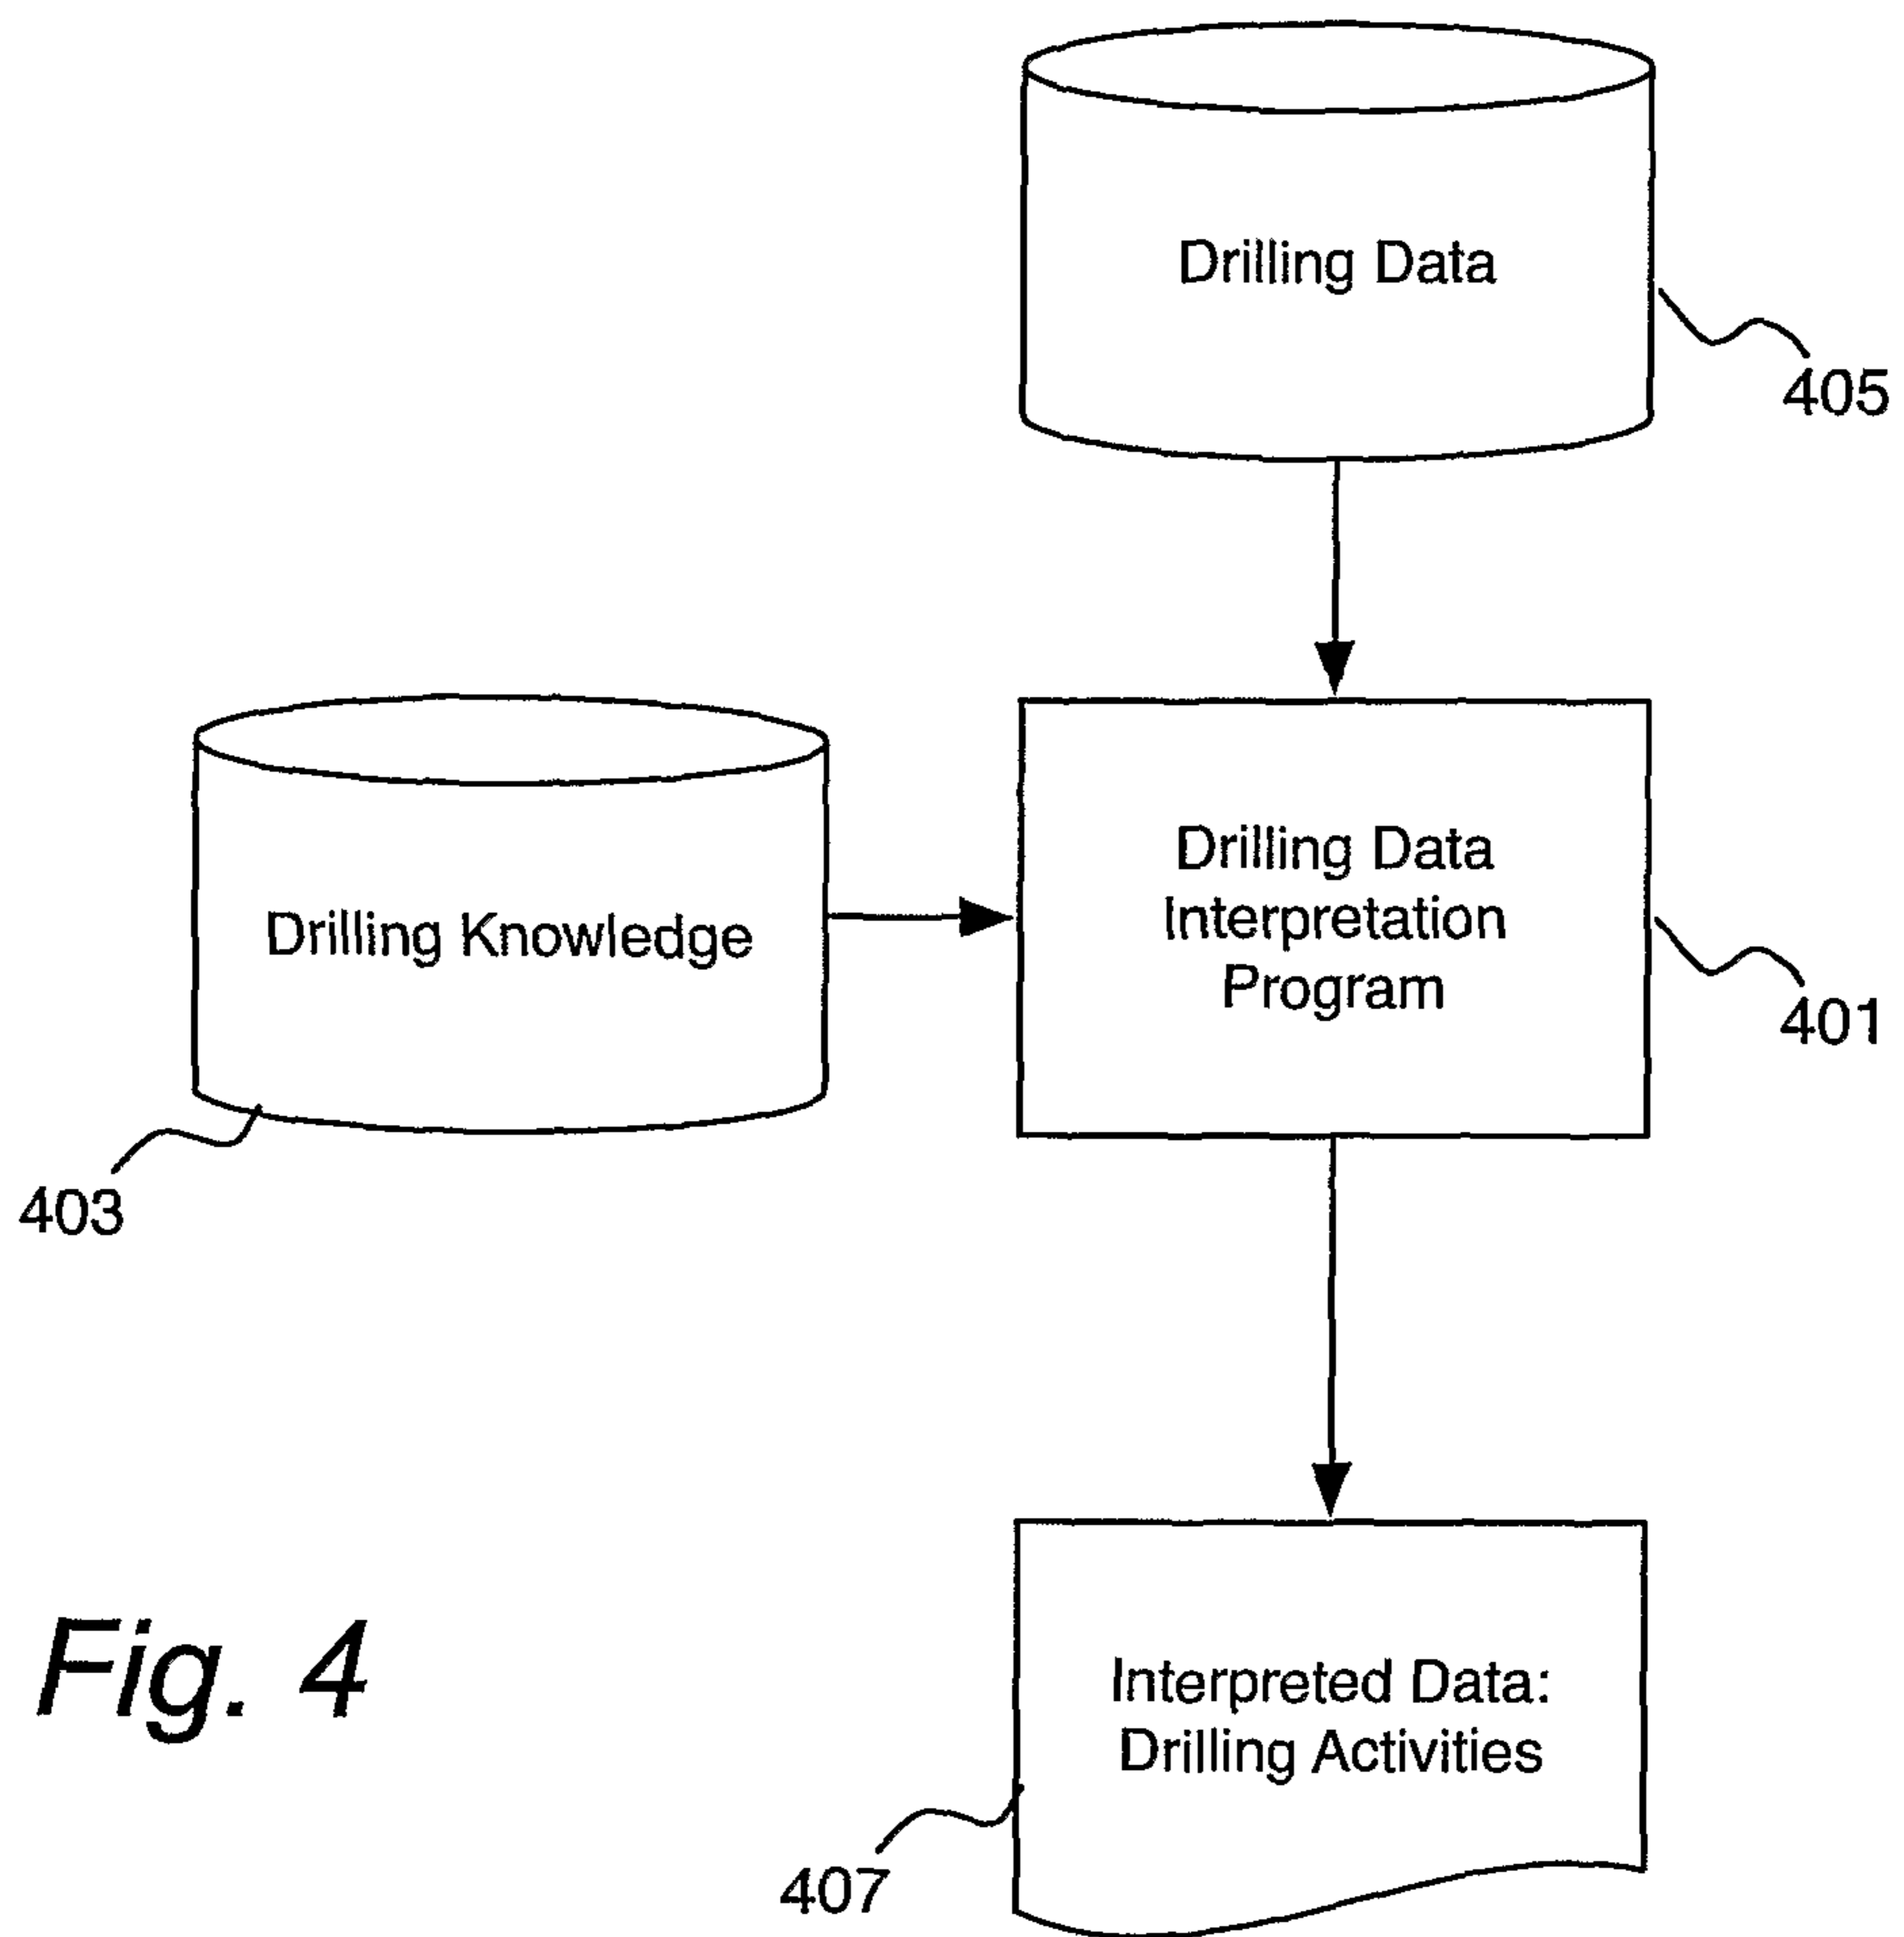 Drilling Data
405
Drilling Knowledge
403
Drilling Data
Interpretation
Program
401
Interpreted Data:
Drilling Activities
407
Fig. 4